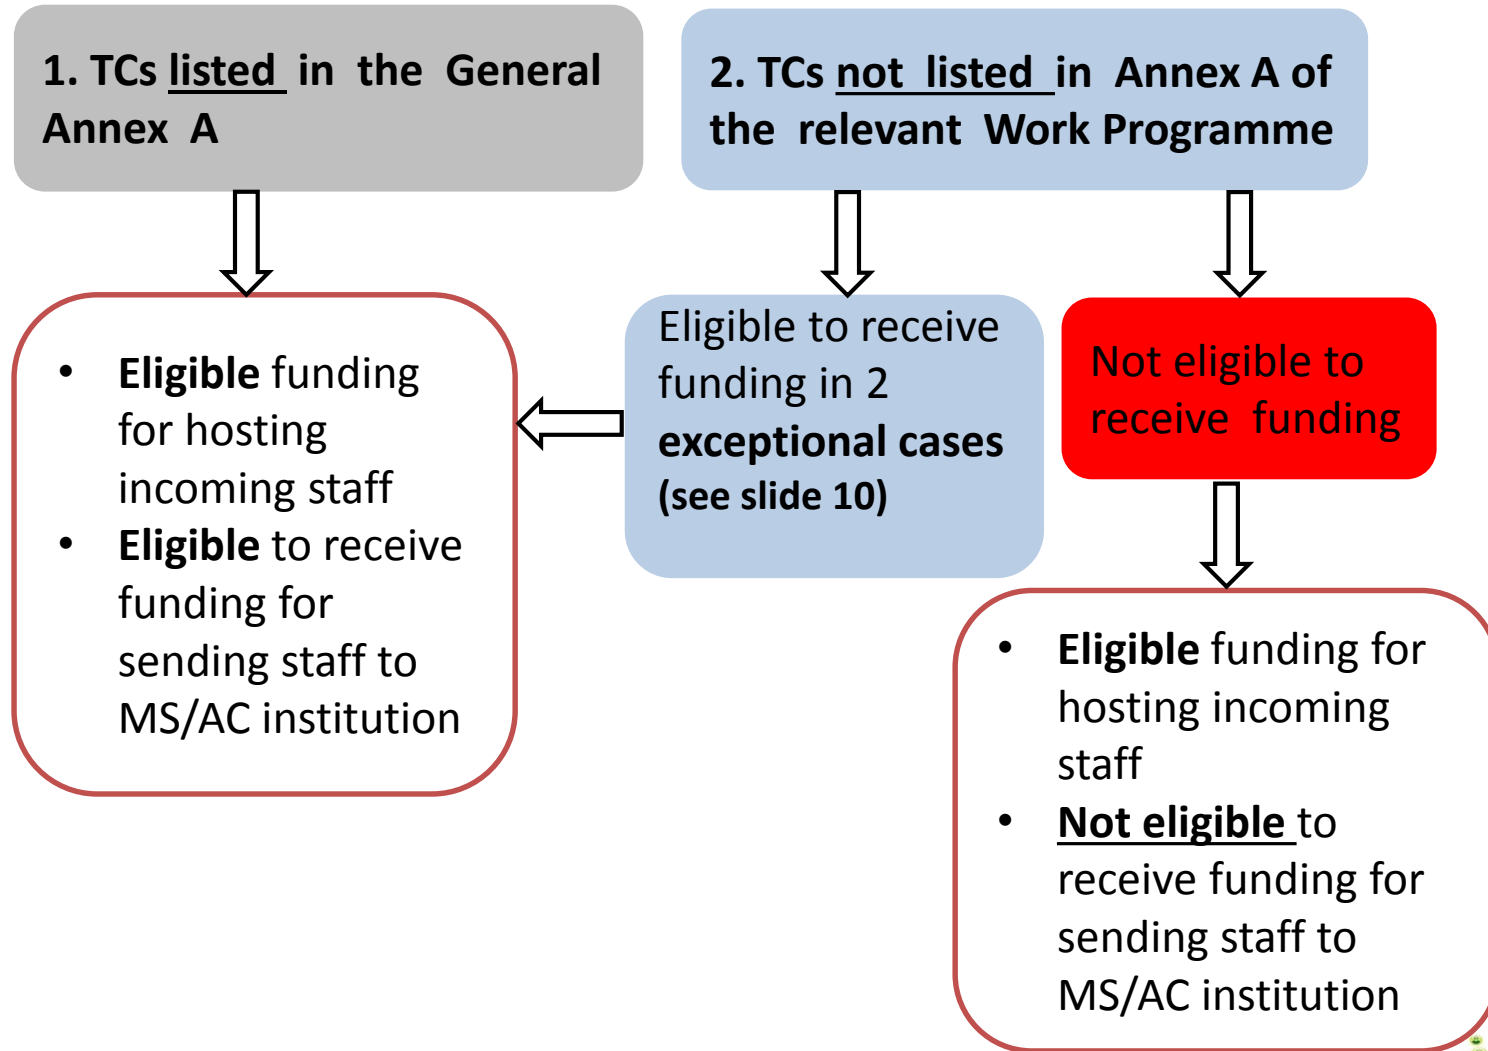 1. TCs listed in the General
Annex A
2. TCs not listed in Annex A of
the relevant Work Programme
• Eligible funding
for hosting
incoming staff
• Eligible to receive
funding for
sending staff to
MS/AC institution
Eligible to receive
funding in 2
exceptional cases
(see slide 10)
Not eligible to
receive funding
• Eligible funding for
hosting incoming
staff
• Not eligible to
receive funding for
sending staff to
MS/AC institution